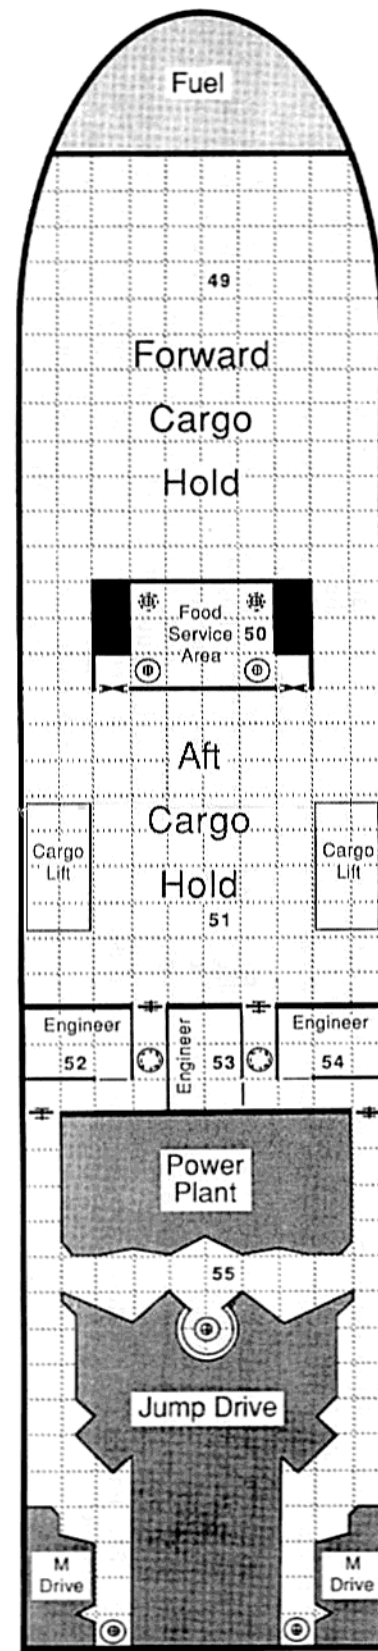 Fuel
49
Forward
Cargo
Hold
Food
Service 50
Area
Aft
Cargo
Hold
51
Cargo
Lift
Cargo
Lift
Engineer
52
Engineer
53
Engineer
54
Power
Plant
55
Jump Drive
M
Drive
M
Drive